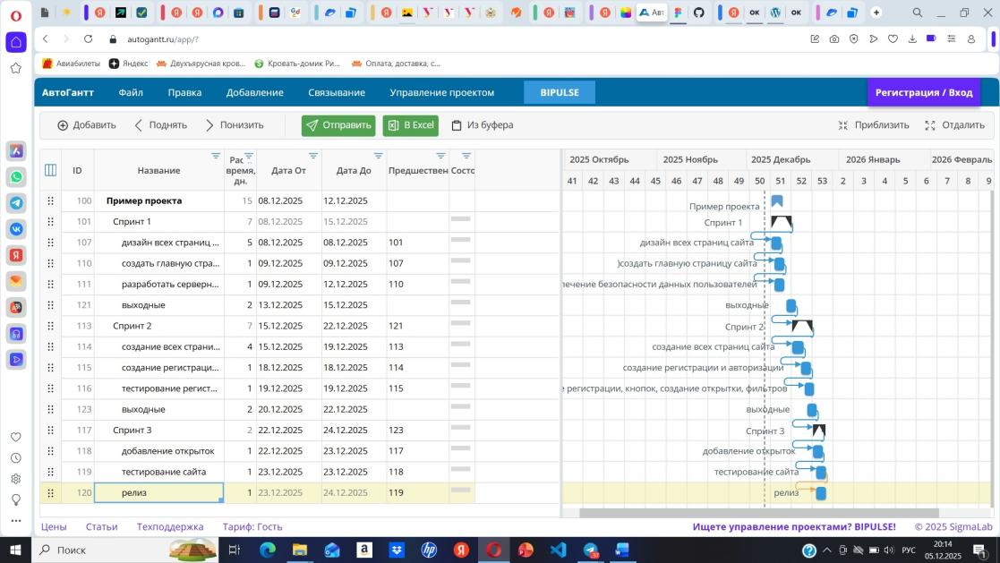 autogantt.ru/app/?
Авиабилеты Яндекс Двухъярусная кров... Кровать-домик Ри... Оплата, доставка, с...
АвтоГантт Файл Правка Добавление Связывание Управление проектом BIPULSE Регистрация / Вход
Добавить Поднять Понизить Отправить В Excel Из буфера Приблизить Отдалить
ID Название время, дн. Дата От Дата До Предшествен Состо
2025 Октябрь 2025 Ноябрь 2025 Декабрь 2026 Январь 2026 Февраль
41 42 43 44 45 46 47 48 49 50 51 52 53 2 3 4 5 6 7 8 9
100 Пример проекта 15 08.12.2025 12.12.2025 Пример проекта
101 Спринт 1 7 08.12.2025 15.12.2025 Спринт 1
107 дизайн всех страниц ... 5 08.12.2025 08.12.2025 101 дизайн всех страниц сайта
110 создать главную стра... 1 09.12.2025 09.12.2025 107 )создать главную страницу сайта
111 разработать серверн... 1 09.12.2025 12.12.2025 110 лечение безопасности данных пользователей
121 выходные 2 13.12.2025 15.12.2025 выходные
113 Спринт 2 7 15.12.2025 22.12.2025 121 Спринт 2
114 создание всех страни... 4 15.12.2025 19.12.2025 113 создание всех страниц сайта
115 создание регистраци... 1 18.12.2025 18.12.2025 114 создание регистрации и авторизации
116 тестирование регист... 1 19.12.2025 19.12.2025 115 е регистрации, кнопок, создание открытки, фильтров
123 выходные 2 20.12.2025 22.12.2025 выходные
117 Спринт 3 2 22.12.2025 24.12.2025 123 Спринт 3
118 добавление открыток 1 22.12.2025 23.12.2025 117 добавление открыток
119 тестирование сайта 1 23.12.2025 23.12.2025 118 тестирование сайта
120 релиз 1 23.12.2025 24.12.2025 119 релиз
Цены Статьи Техподдержка Тариф: Гость Ищете управление проектами? BIPULSE! © 2025 SigmaLab
Поиск РУС 20:14
05.12.2025